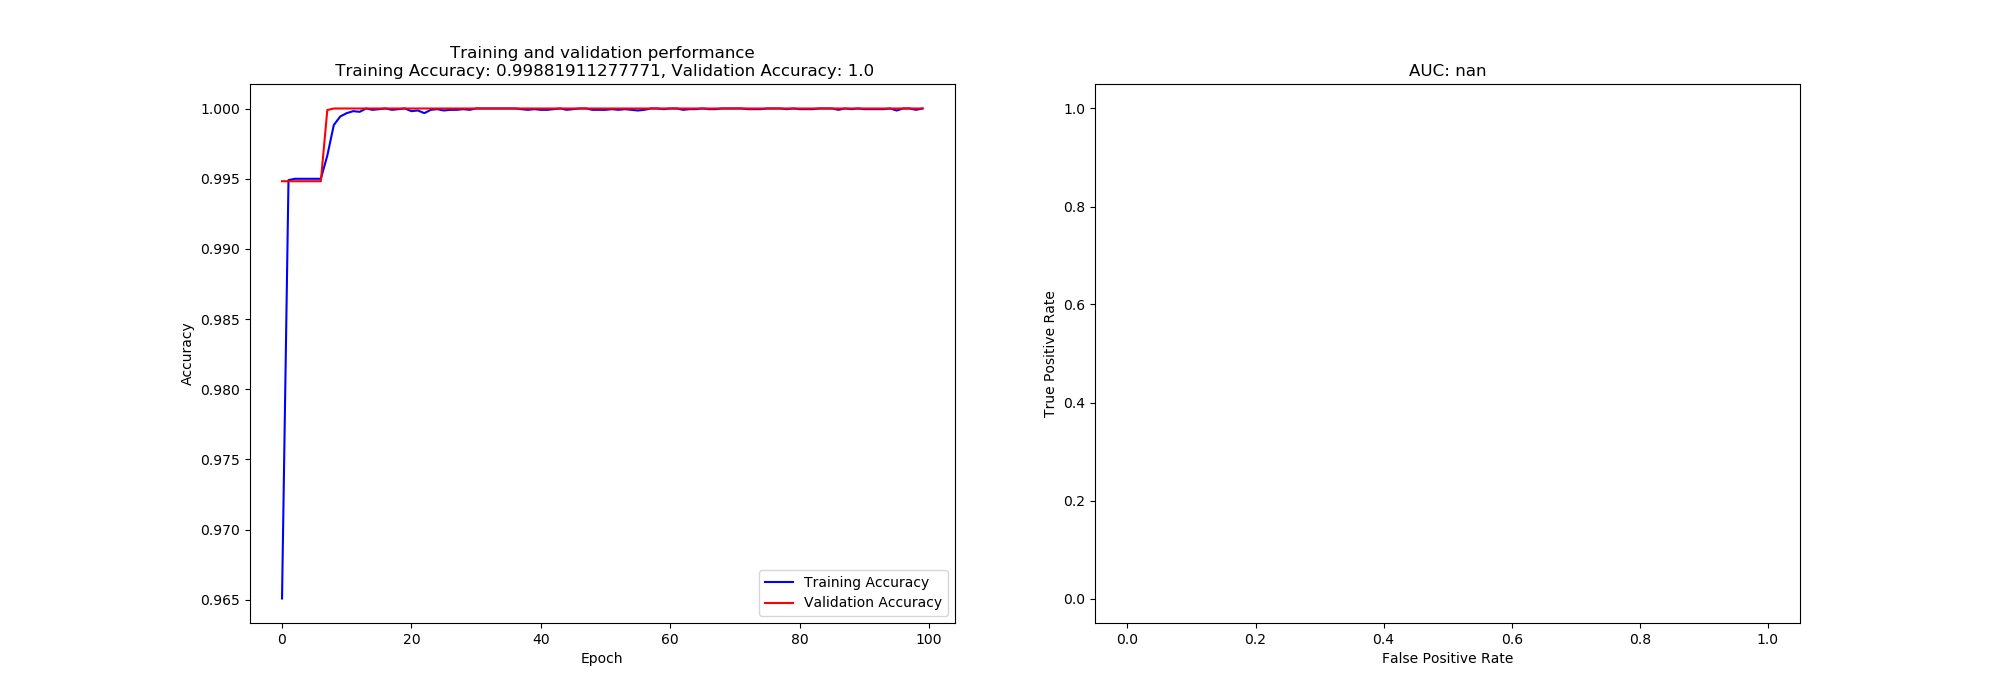 Training and validation performance
Training Accuracy: 0.99881911277771, Validation Accuracy: 1.0
1.000
0.995
0.990
0.985
0.980
0.975
0.970
0.965
Accuracy
0
20
40
60
80
100
Epoch
Training Accuracy
Validation Accuracy
AUC: nan
1.0
0.8
0.6
0.4
0.2
0.0
True Positive Rate
0.0
0.2
0.4
0.6
0.8
1.0
False Positive Rate